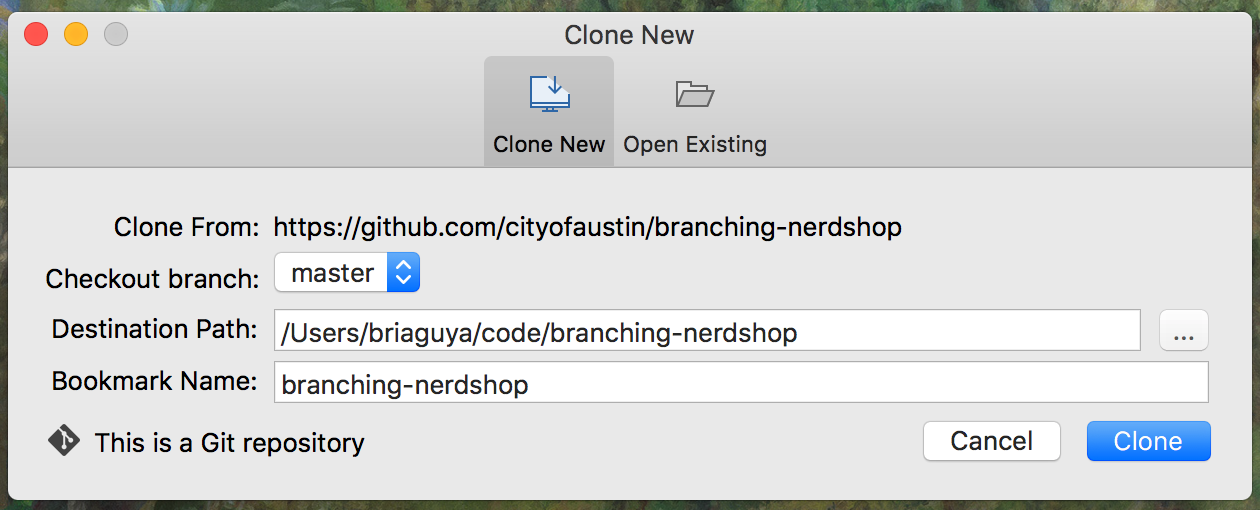 Clone New
Clone New
Open Existing
Clone From: https://github.com/cityofaustin/branching-nerdshop
Checkout branch: master
Destination Path: /Users/briaguya/code/branching-nerdshop ...
Bookmark Name: branching-nerdshop
This is a Git repository
Cancel
Clone